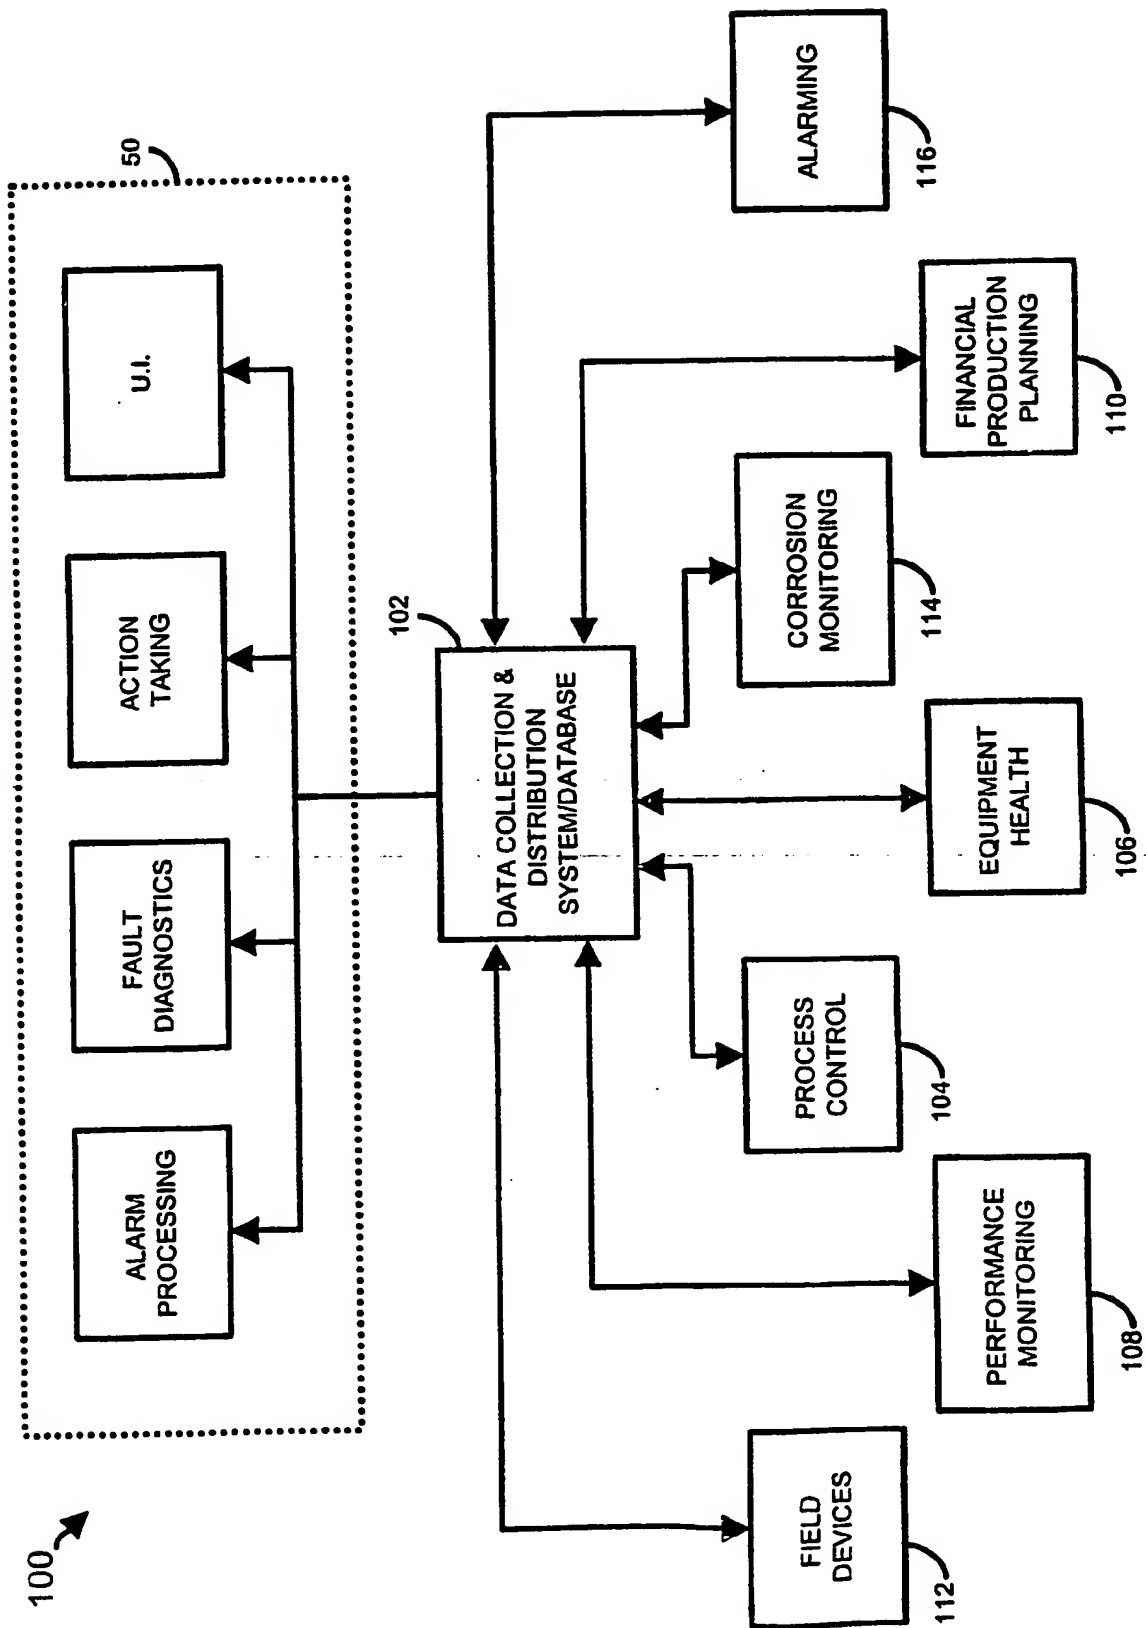 100
50
ALARM
PROCESSING
FAULT
DIAGNOSTICS
ACTION
TAKING
U.I.
102
DATA COLLECTION &
DISTRIBUTION
SYSTEM/DATABASE
FIELD
DEVICES
112
PERFORMANCE
MONITORING
108
PROCESS
CONTROL
104
EQUIPMENT
HEALTH
106
CORROSION
MONITORING
114
FINANCIAL
PRODUCTION
PLANNING
110
ALARMING
116